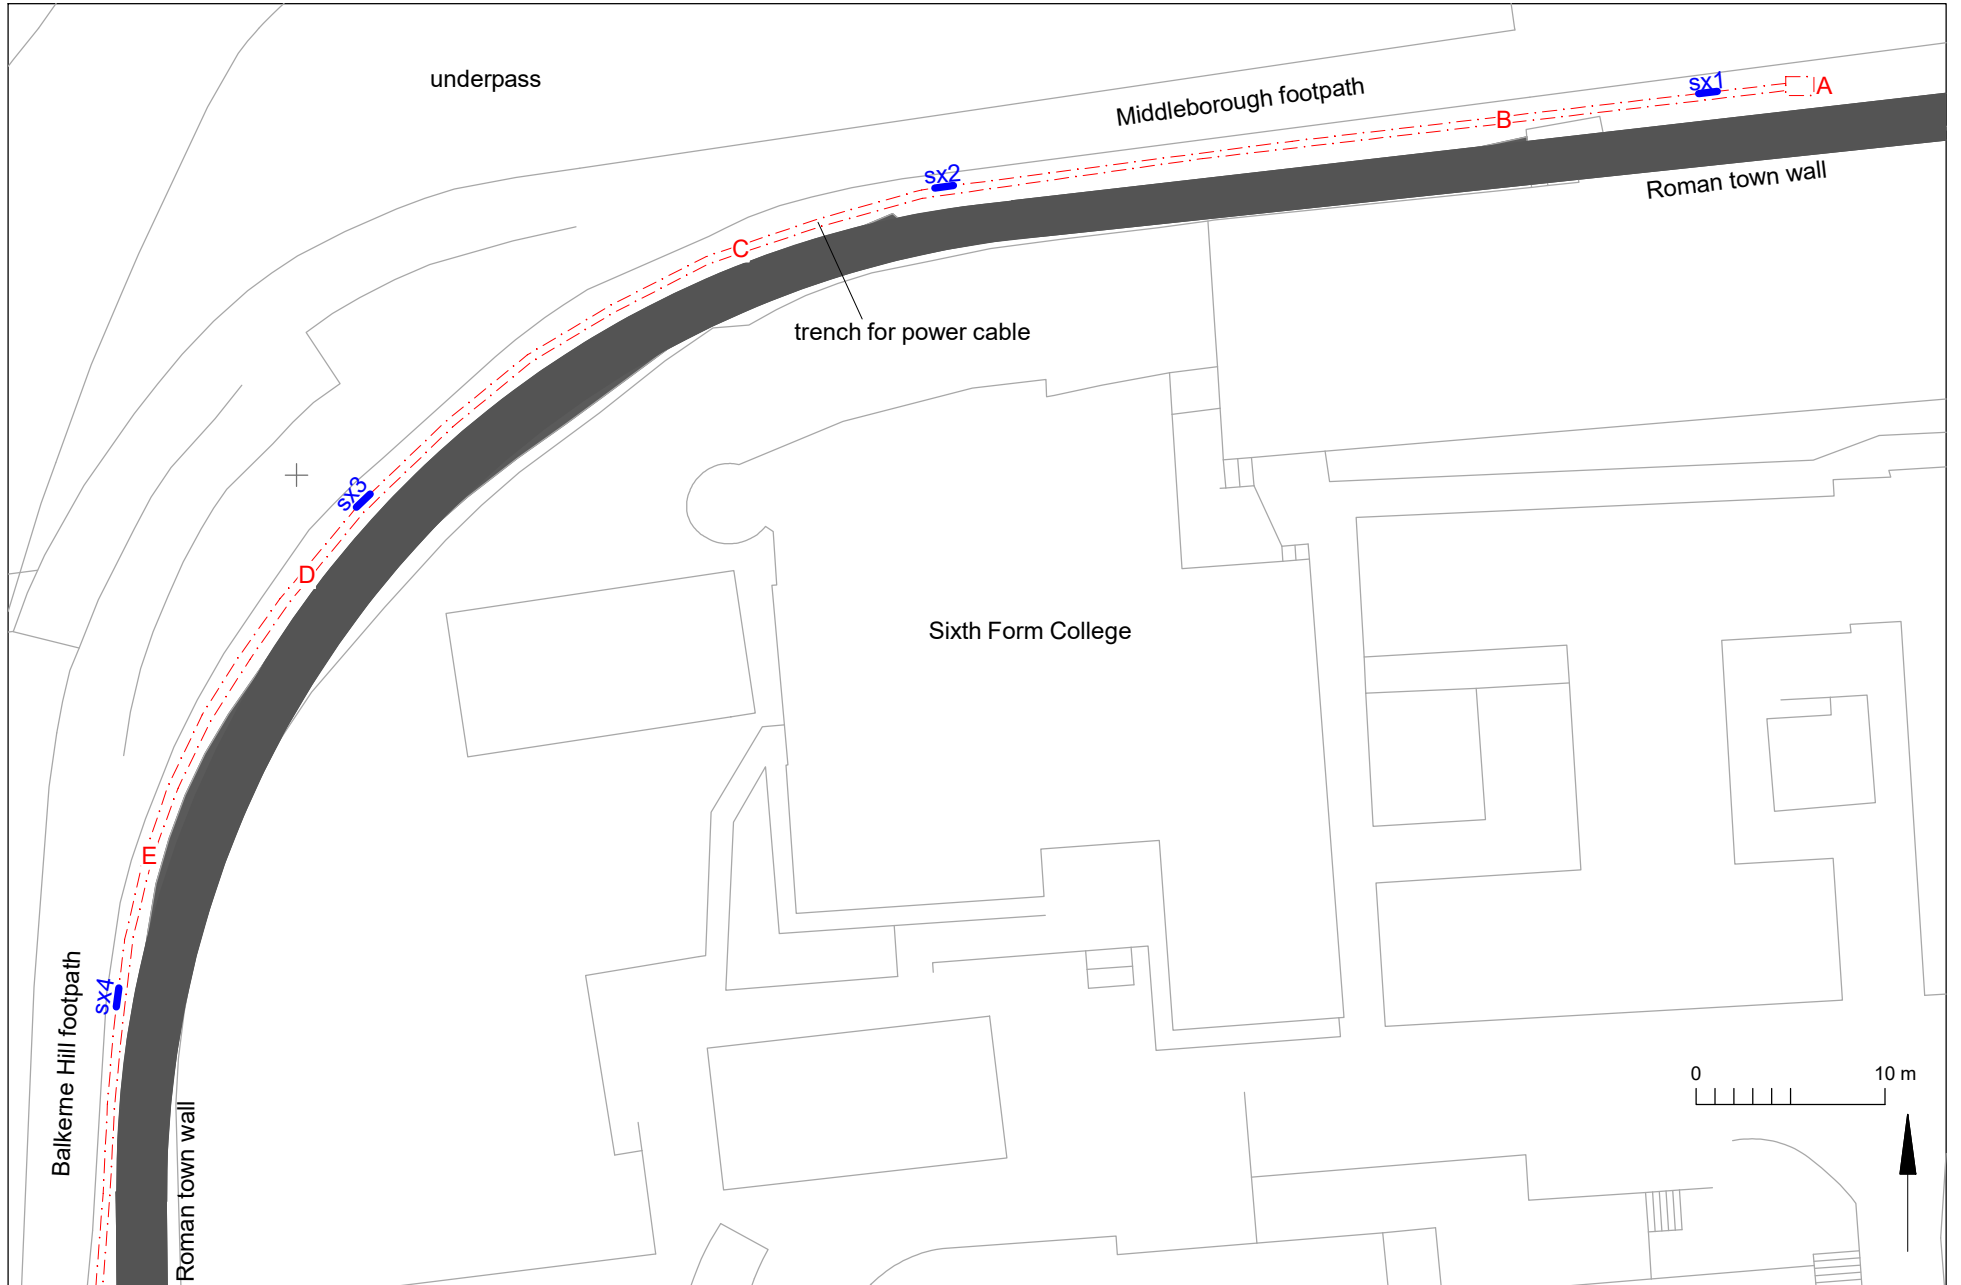 underpass
Middleborough footpath
sx1
A
B
sx2
Roman town wall
C
trench for power cable
sx3
D
Sixth Form College
E
sx4
Balkerne Hill footpath
Roman town wall
0 10 m